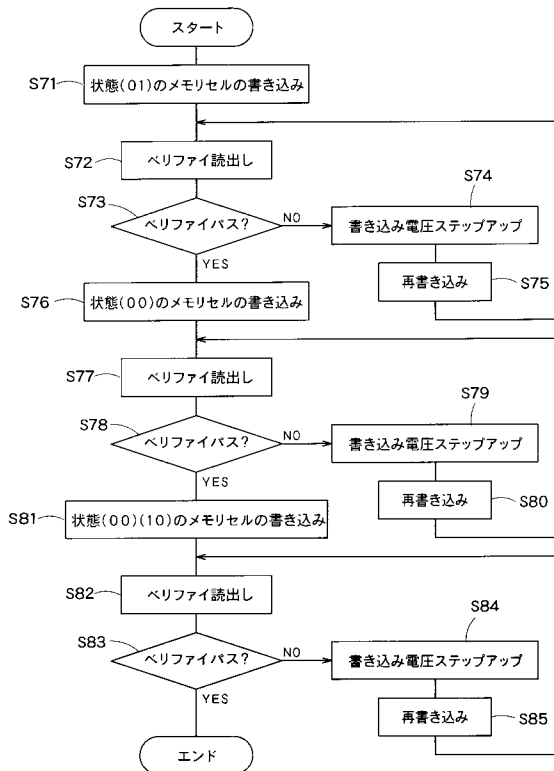 スタート
S71
状態(01)のメモリセルの書き込み
S72
ベリファイ読出し
S73
ベリファイパス?
NO
S74
書き込み電圧ステップアップ
YES
再書き込み
S75
S76
状態(00)のメモリセルの書き込み
S77
ベリファイ読出し
S78
ベリファイパス?
NO
S79
書き込み電圧ステップアップ
YES
再書き込み
S80
S81
状態(00)(10)のメモリセルの書き込み
S82
ベリファイ読出し
S83
ベリファイパス?
NO
S84
書き込み電圧ステップアップ
YES
再書き込み
S85
エンド